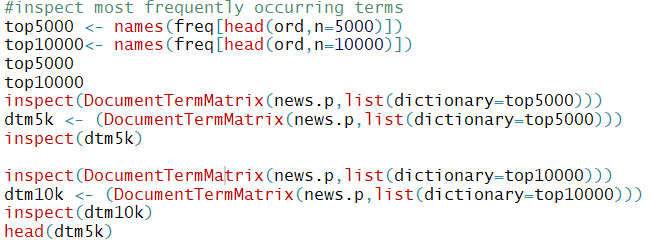 #inspect most frequently occurring terms
top5000 <- names(freq[head(ord,n=5000)])
top10000<- names(freq[head(ord,n=10000)])
top5000
top10000
inspect(DocumentTermMatrix(news.p,list(dictionary=top5000)))
dtm5k <- (DocumentTermMatrix(news.p,list(dictionary=top5000)))
inspect(dtm5k)
inspect(DocumentTermMatrix(news.p,list(dictionary=top10000)))
dtm10k <- (DocumentTermMatrix(news.p,list(dictionary=top10000)))
inspect(dtm10k)
head(dtm5k)